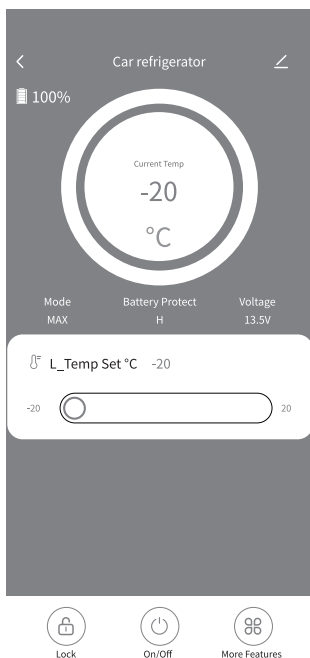 Car refrigerator
100%
Current Temp
-20
°C
Mode Battery Protect Voltage
MAX H 13.5V
L_Temp Set °C -20
-20 20
Lock On/Off More Features